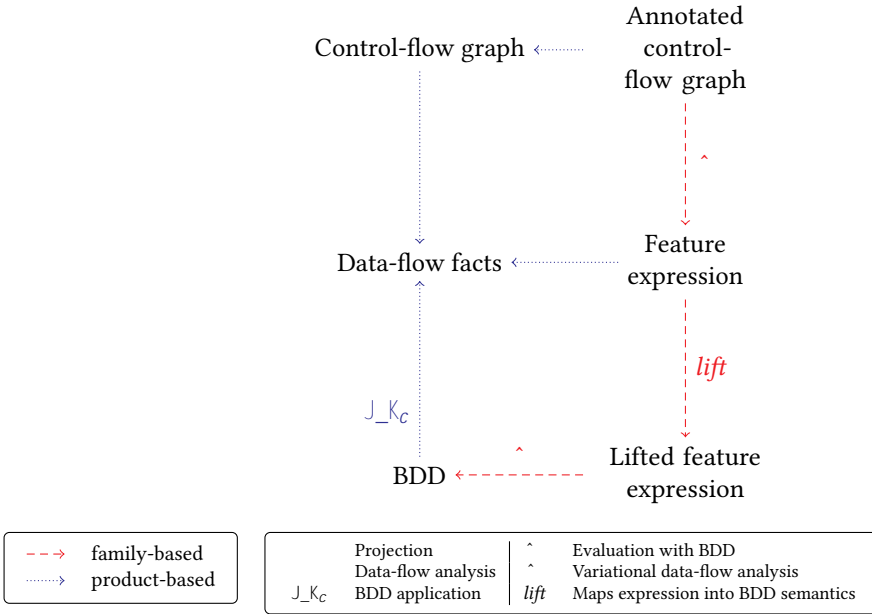 Control-flow graph
Annotated
control-
flow graph
ˆ
Data-flow facts
Feature
expression
lift
J_K_C
ˆ
BDD
Lifted feature
expression
family-based
product-based
Projection ˆ Evaluation with BDD
Data-flow analysis ˆ Variational data-flow analysis
J_K_C BDD application lift Maps expression into BDD semantics